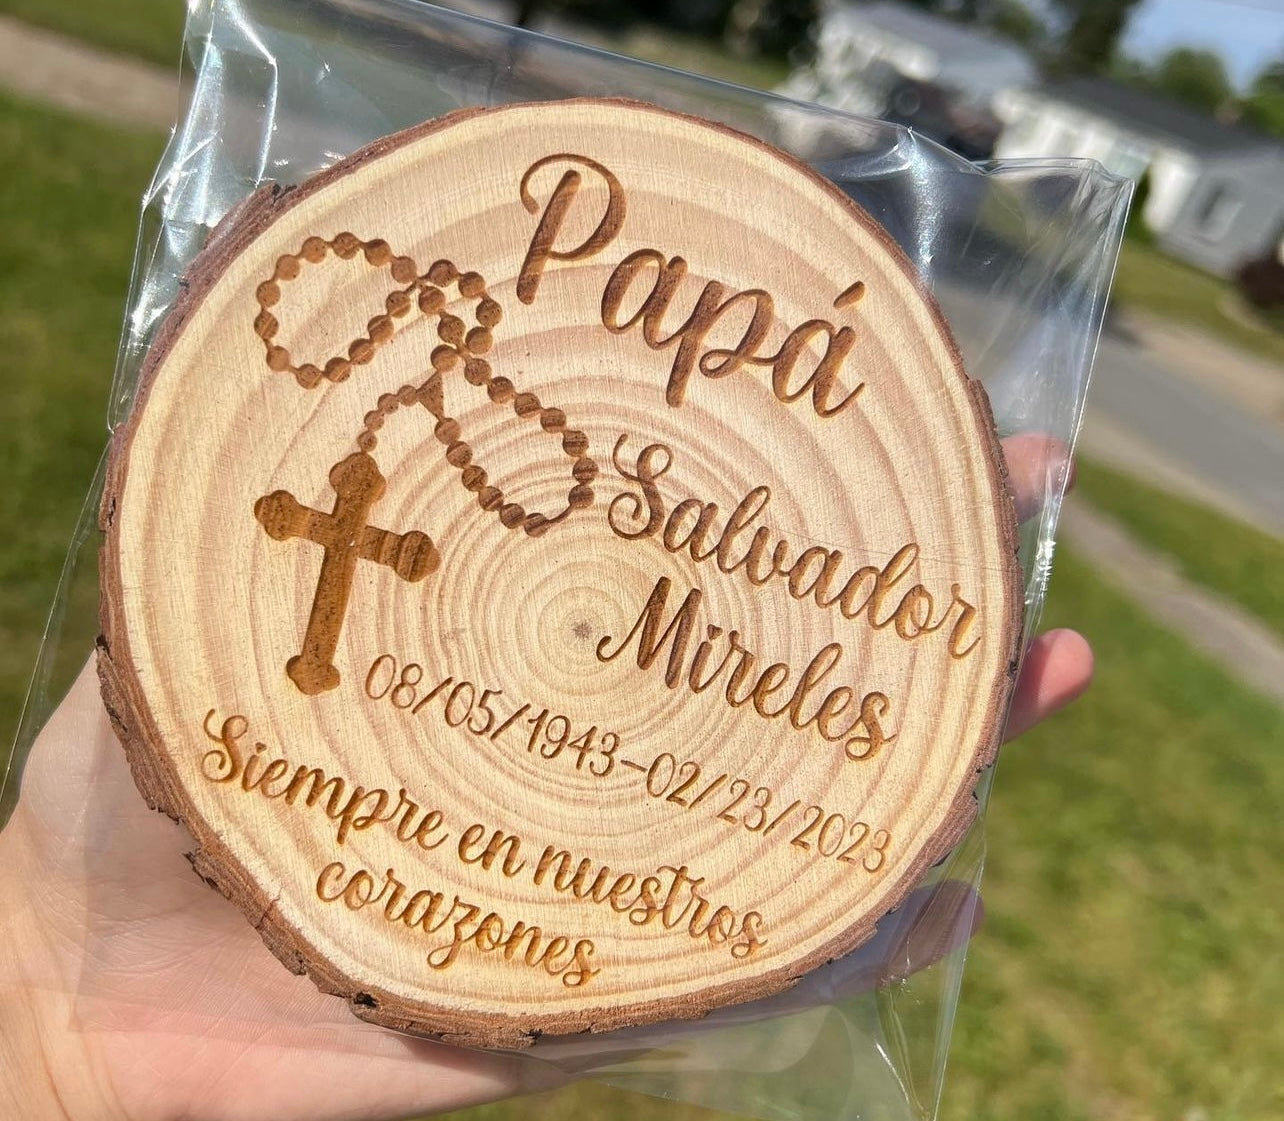 Papá
Salvador
Mireles
08/05/1943-02/23/2023
Siempre en nuestros
corazones